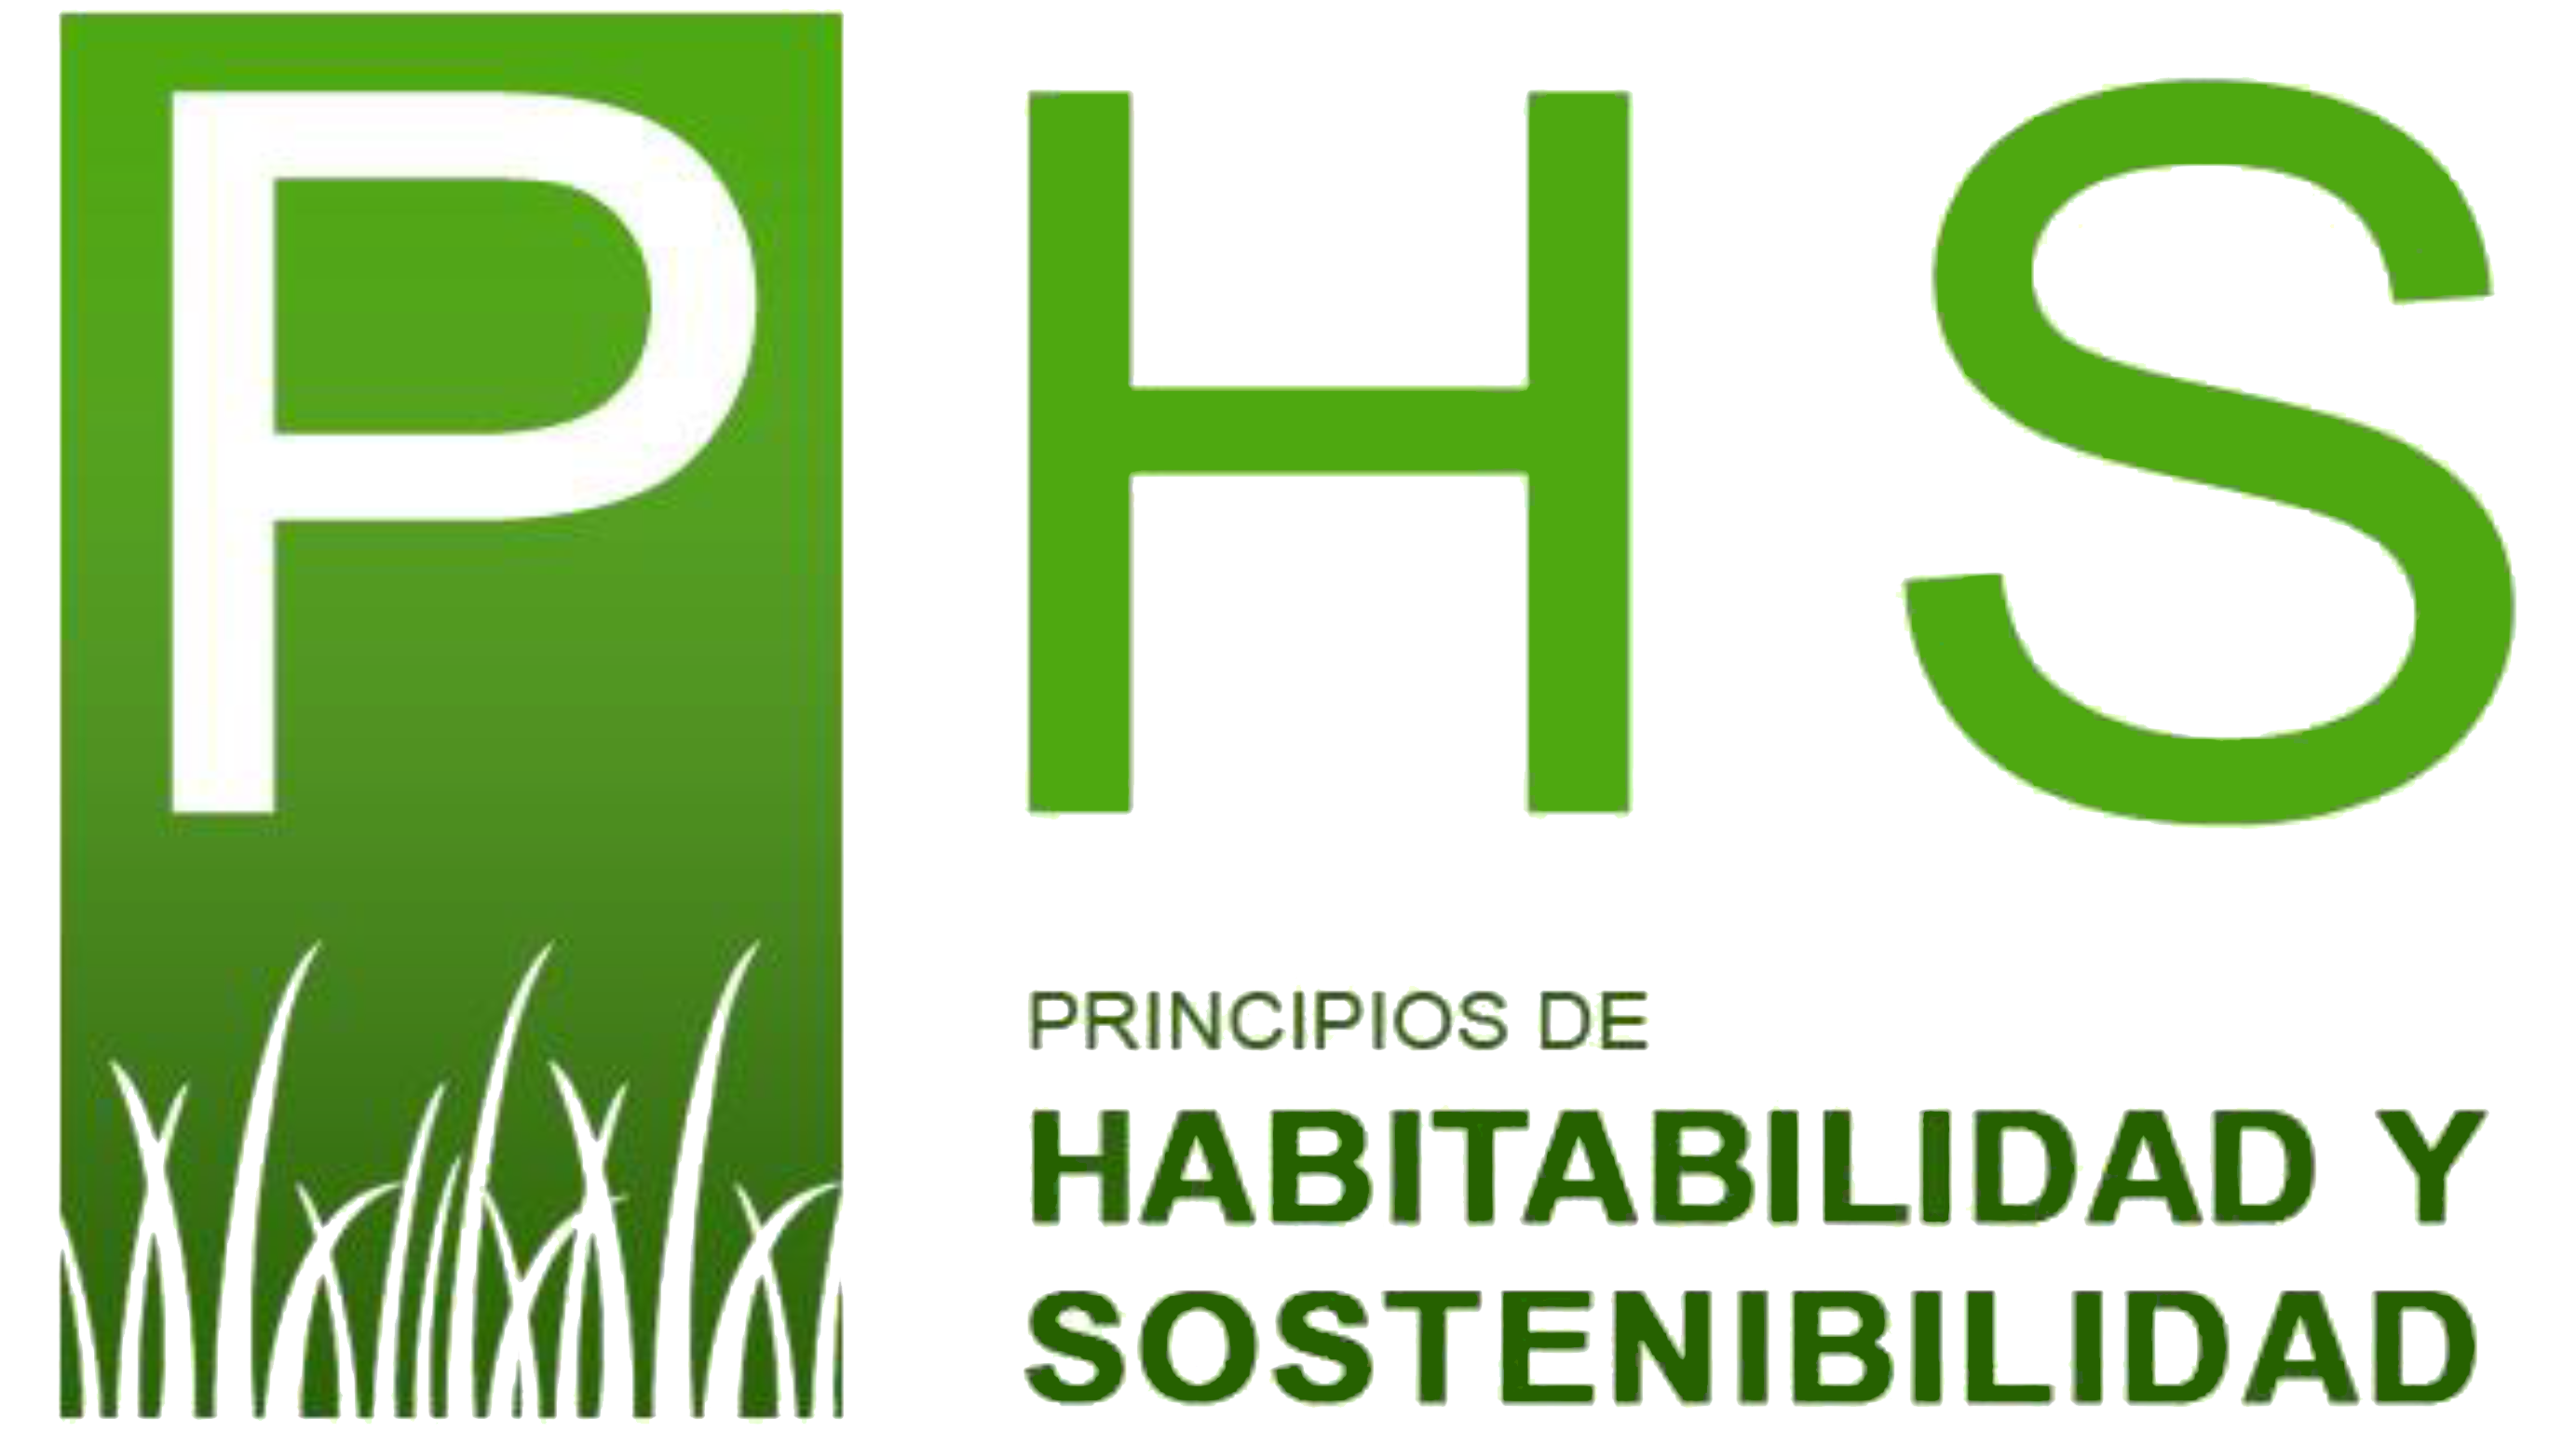 PHS
PRINCIPIOS DE
HABITABILIDAD Y
SOSTENIBILIDAD